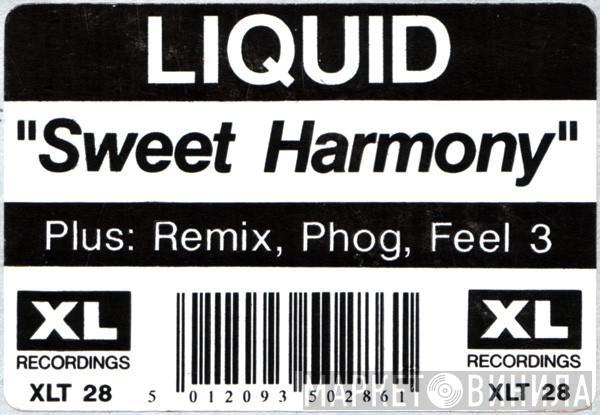 LIQUID
"Sweet Harmony"
Plus: Remix, Phog, Feel 3
XL
RECORDINGS
XLT 28
5 012093 502861
XL
RECORDINGS
XLT 28
МАРКЕТ ВИНИЛА